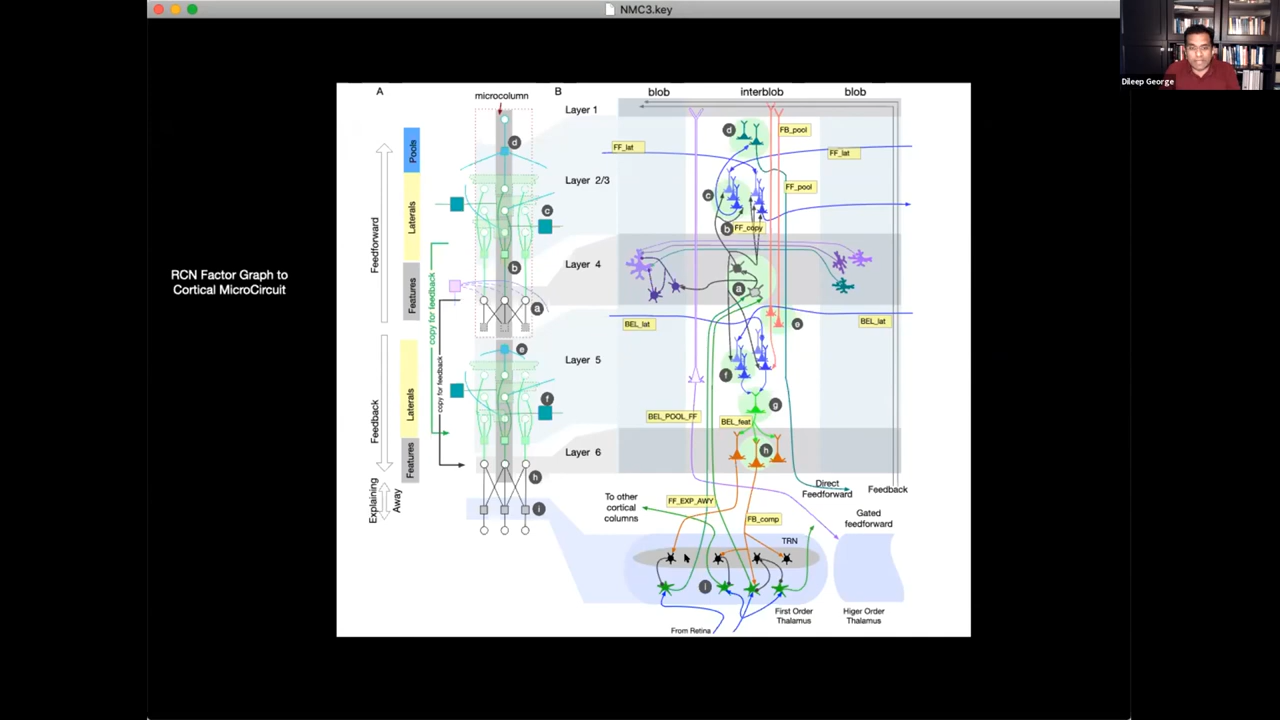 NMC3.key
Dileep George
RCN Factor Graph to
Cortical MicroCircuit
A
microcolumn
B
blob
interblob
blob
Layer 1
Layer 2/3
Layer 4
Layer 5
Layer 6
Feedforward
Feedback
Explaining
Away
Pools
Laterals
Features
Laterals
Features
copy for feedback
copy for feedback
d
c
b
a
e
f
h
i
d
FB_pool
FF_lat
FF_lat
c
FF_pool
b
FF_copy
a
e
BEL_lat
BEL_lat
f
g
BEL_POOL_FF
BEL_feat
h
Direct
Feedforward
Feedback
To other
cortical
columns
FF_EXP_AWY
FB_comp
Gated
feedforward
TRN
First Order
Thalamus
Higer Order
Thalamus
From Retina